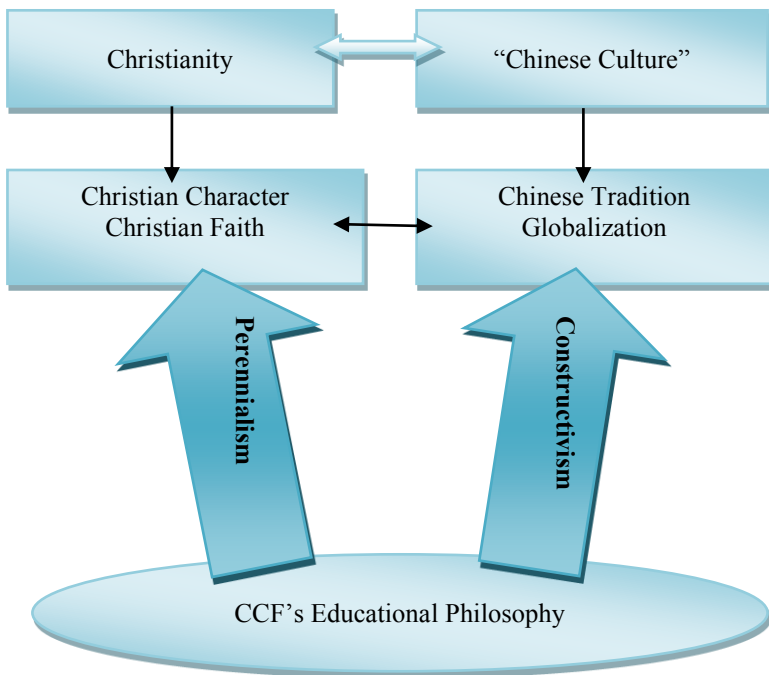 Christianity
“Chinese Culture”
Christian Character
Christian Faith
Chinese Tradition
Globalization
Perennialism
Constructivism
CCF’s Educational Philosophy